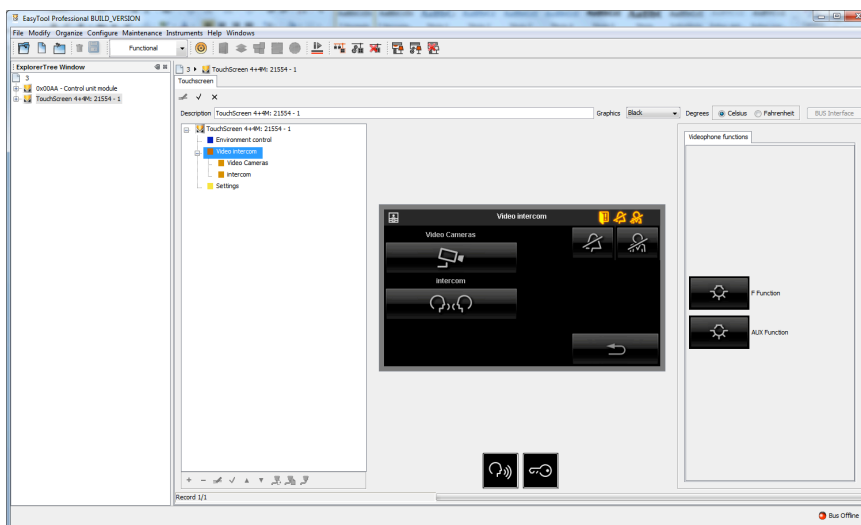 EasyTool Professional BUILD_VERSION
File Modify Organize Configure Maintenance Instruments Help Windows
Functional
ExplorerTree Window
3
0x00AA - Control unit module
TouchScreen 4+4M: 21554 - 1
3 TouchScreen 4+4M: 21554 - 1
Touchscreen
Description TouchScreen 4+4M: 21554 - 1 Graphics Black Degrees Celsius Fahrenheit BUS Interface
TouchScreen 4+4M: 21554 - 1
Environment control
Video intercom
Video Cameras
intercom
Settings
Video intercom
Video Cameras
intercom
Videophone functions
F Function
AUX Function
Record 1/1
Bus Offline